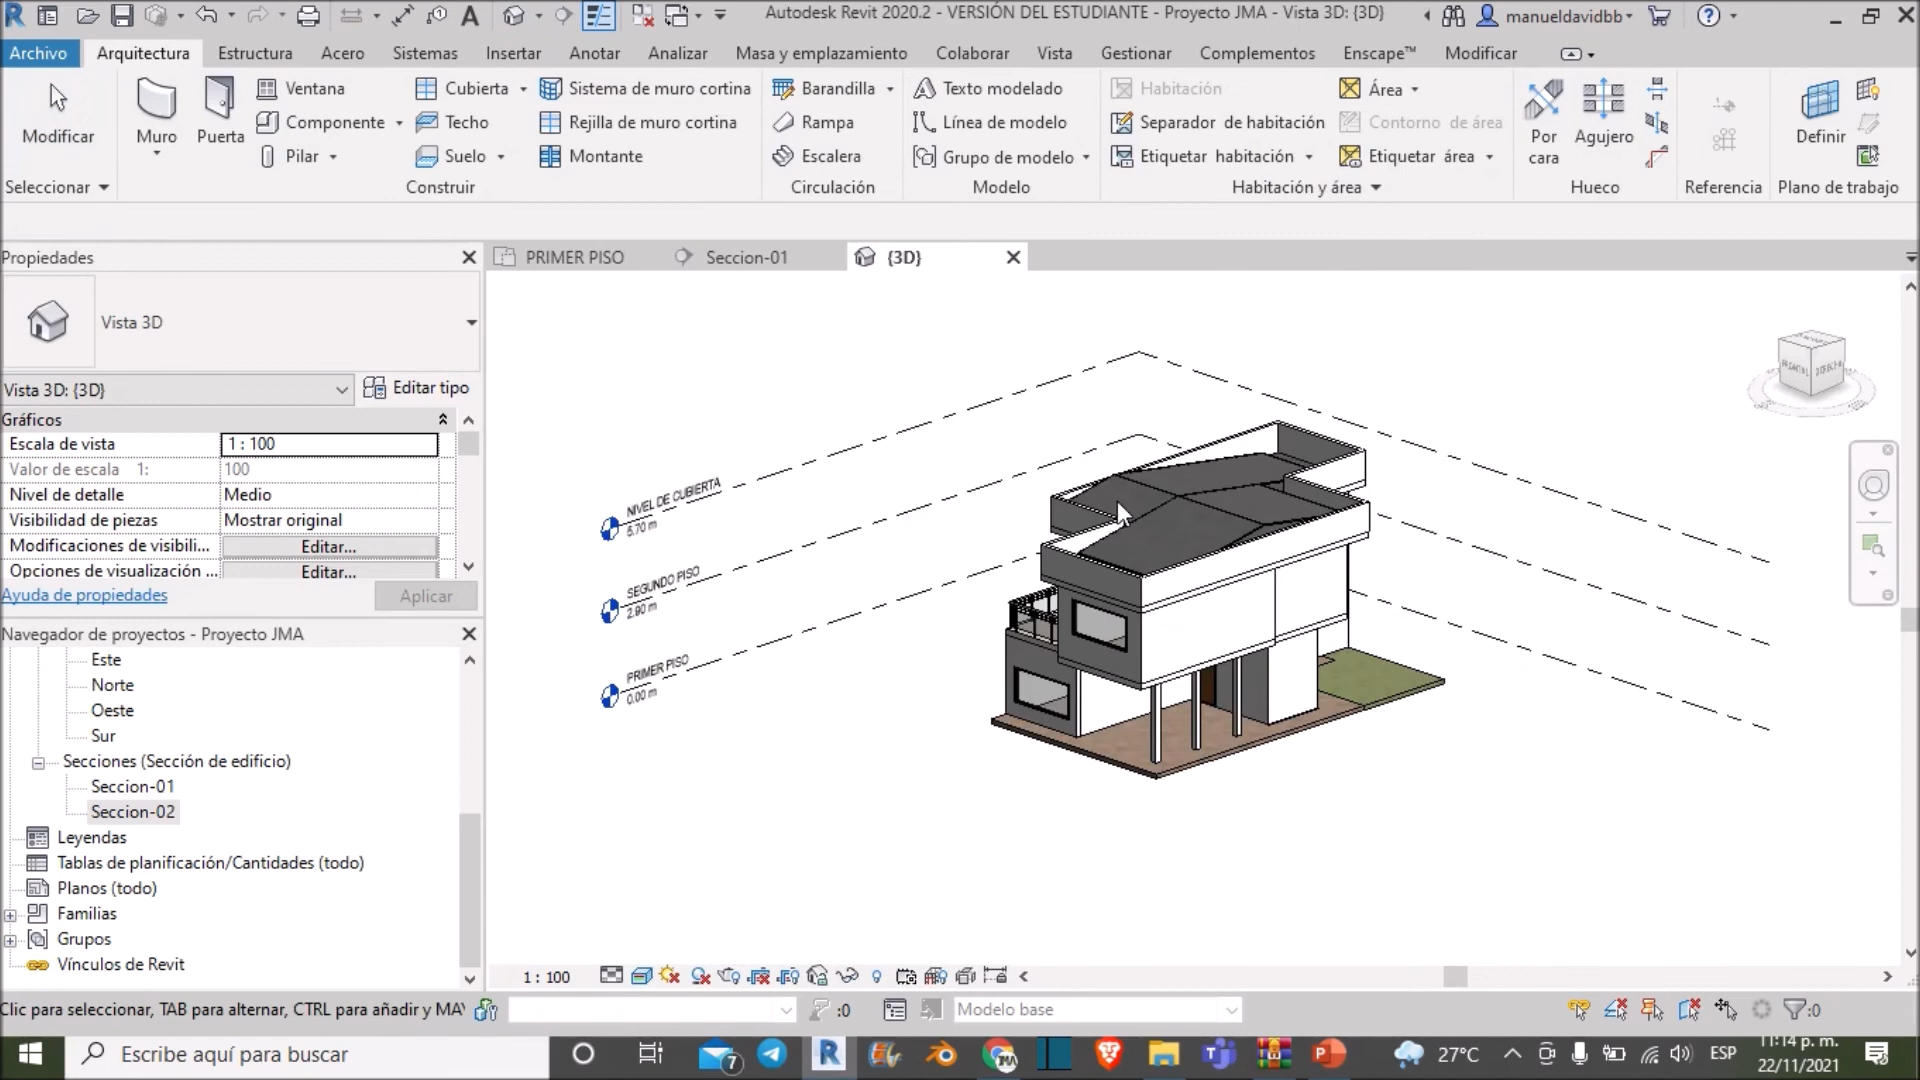 Autodesk Revit 2020.2 - VERSIÓN DEL ESTUDIANTE - Proyecto JMA - Vista 3D: {3D}
manueldavidbb
Archivo Arquitectura Estructura Acero Sistemas Insertar Anotar Analizar Masa y emplazamiento Colaborar Vista Gestionar Complementos Enscape™ Modificar
Modificar
Muro
Puerta
Ventana
Componente
Pilar
Cubierta
Techo
Suelo
Sistema de muro cortina
Rejilla de muro cortina
Montante
Barandilla
Rampa
Escalera
Texto modelado
Línea de modelo
Grupo de modelo
Habitación
Separador de habitación
Etiquetar habitación
Área
Contorno de área
Etiquetar área
Por
cara
Agujero
Definir
Seleccionar
Construir
Circulación
Modelo
Habitación y área
Hueco
Referencia
Plano de trabajo
Propiedades
PRIMER PISO
Seccion-01
{3D}
Vista 3D
Vista 3D: {3D}
Editar tipo
Gráficos
Escala de vista 1 : 100
Valor de escala 1: 100
Nivel de detalle Medio
Visibilidad de piezas Mostrar original
Modificaciones de visibili... Editar...
Opciones de visualización ... Editar...
Ayuda de propiedades
Aplicar
Navegador de proyectos - Proyecto JMA
Este
Norte
Oeste
Sur
Secciones (Sección de edificio)
Seccion-01
Seccion-02
Leyendas
Tablas de planificación/Cantidades (todo)
Planos (todo)
Familias
Grupos
Vínculos de Revit
NIVEL DE CUBIERTA
5.70 m
SEGUNDO PISO
2.90 m
PRIMER PISO
0.00 m
1 : 100
Clic para seleccionar, TAB para alternar, CTRL para añadir y MAY
:0
Modelo base
:0
Escribe aquí para buscar
7
27°C
ESP
11:14 p. m.
22/11/2021